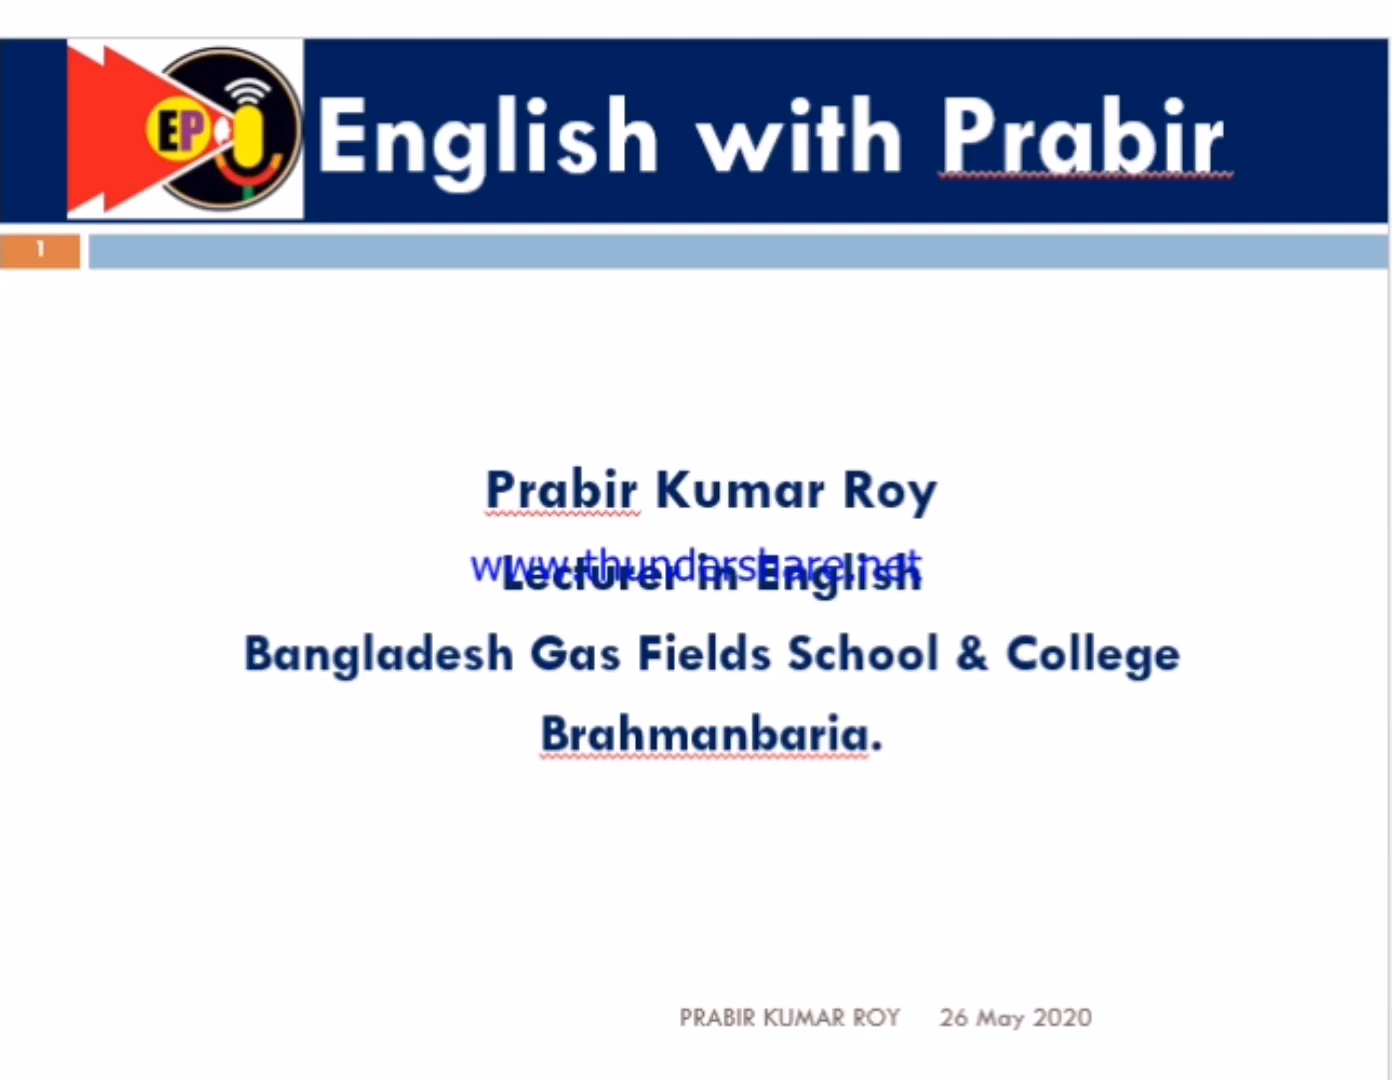 EP
English with Prabir
1
Prabir Kumar Roy
www.thundershare.net
Lecturer in English
Bangladesh Gas Fields School & College
Brahmanbaria.
PRABIR KUMAR ROY 26 May 2020